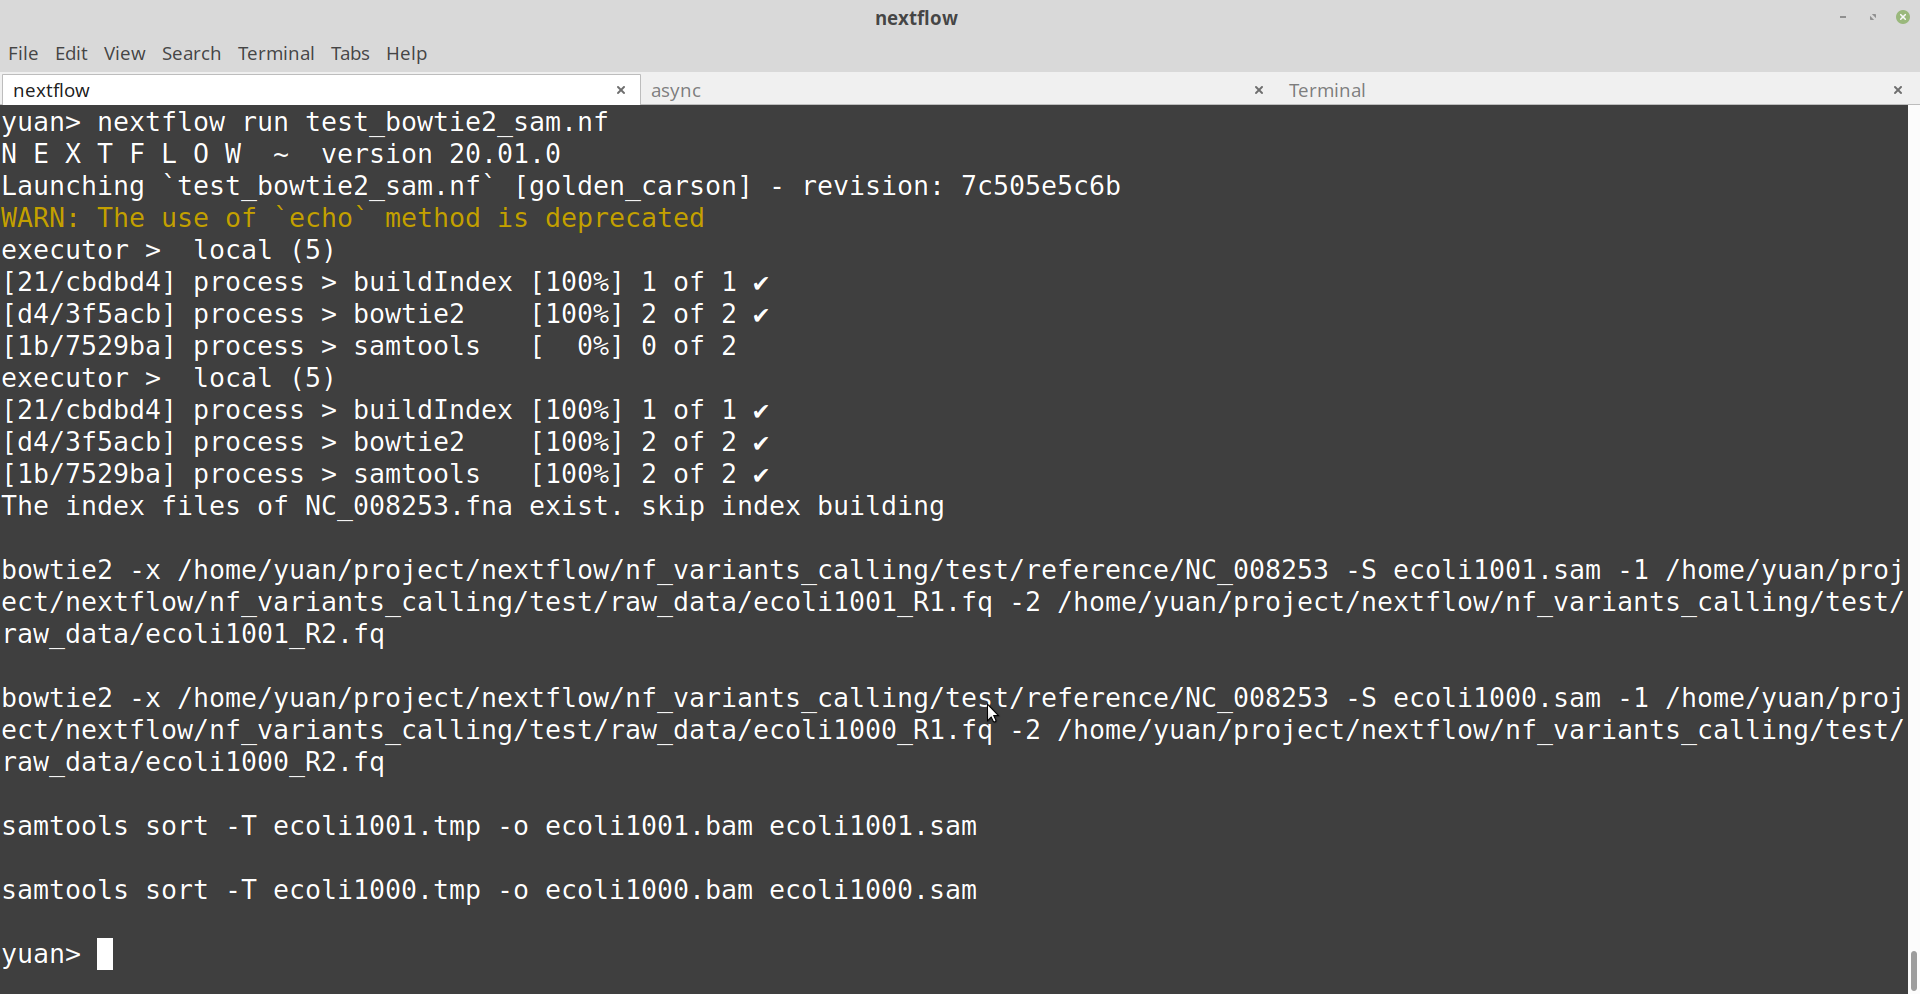 nextflow
File Edit View Search Terminal Tabs Help
nextflow × async × Terminal ×
yuan> nextflow run test_bowtie2_sam.nf
N E X T F L O W  ~  version 20.01.0
Launching `test_bowtie2_sam.nf` [golden_carson] - revision: 7c505e5c6b
WARN: The use of `echo` method is deprecated
executor >  local (5)
[21/cbdbd4] process > buildIndex [100%] 1 of 1 ✔
[d4/3f5acb] process > bowtie2    [100%] 2 of 2 ✔
[1b/7529ba] process > samtools   [  0%] 0 of 2
executor >  local (5)
[21/cbdbd4] process > buildIndex [100%] 1 of 1 ✔
[d4/3f5acb] process > bowtie2    [100%] 2 of 2 ✔
[1b/7529ba] process > samtools   [100%] 2 of 2 ✔
The index files of NC_008253.fna exist. skip index building
bowtie2 -x /home/yuan/project/nextflow/nf_variants_calling/test/reference/NC_008253 -S ecoli1001.sam -1 /home/yuan/proj
ect/nextflow/nf_variants_calling/test/raw_data/ecoli1001_R1.fq -2 /home/yuan/project/nextflow/nf_variants_calling/test/
raw_data/ecoli1001_R2.fq
bowtie2 -x /home/yuan/project/nextflow/nf_variants_calling/test/reference/NC_008253 -S ecoli1000.sam -1 /home/yuan/proj
ect/nextflow/nf_variants_calling/test/raw_data/ecoli1000_R1.fq -2 /home/yuan/project/nextflow/nf_variants_calling/test/
raw_data/ecoli1000_R2.fq
samtools sort -T ecoli1001.tmp -o ecoli1001.bam ecoli1001.sam
samtools sort -T ecoli1000.tmp -o ecoli1000.bam ecoli1000.sam
yuan>